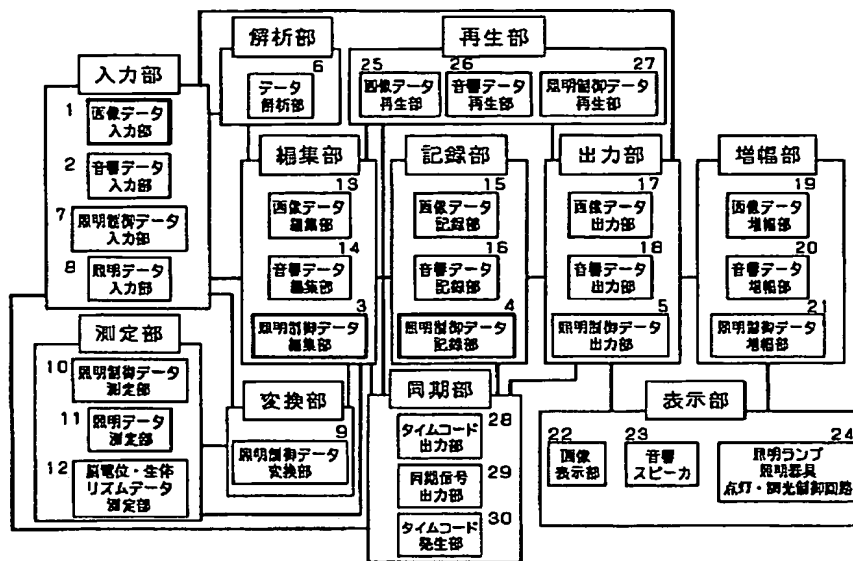 解析部
6
データ
解析部
再生部
25
画像データ
再生部
26
音響データ
再生部
27
照明制御データ
再生部
入力部
1
画像データ
入力部
2
音響データ
入力部
7
照明制御データ
入力部
8
照明データ
入力部
編集部
13
画像データ
編集部
14
音響データ
編集部
3
照明制御データ
編集部
記録部
15
画像データ
記録部
16
音響データ
記録部
4
照明制御データ
記録部
出力部
17
画像データ
出力部
18
音響データ
出力部
5
照明制御データ
出力部
増幅部
19
画像データ
増幅部
20
音響データ
増幅部
21
照明制御データ
増幅部
測定部
10
照明制御データ
測定部
11
照明データ
測定部
12
脳電位・生体
リズムデータ
測定部
変換部
9
照明制御データ
変換部
同期部
28
タイムコード
出力部
29
同期信号
出力部
30
タイムコード
発生部
表示部
22
画像
表示部
23
音響
スピーカ
24
照明ランプ
照明器具
点灯・調光制御回路